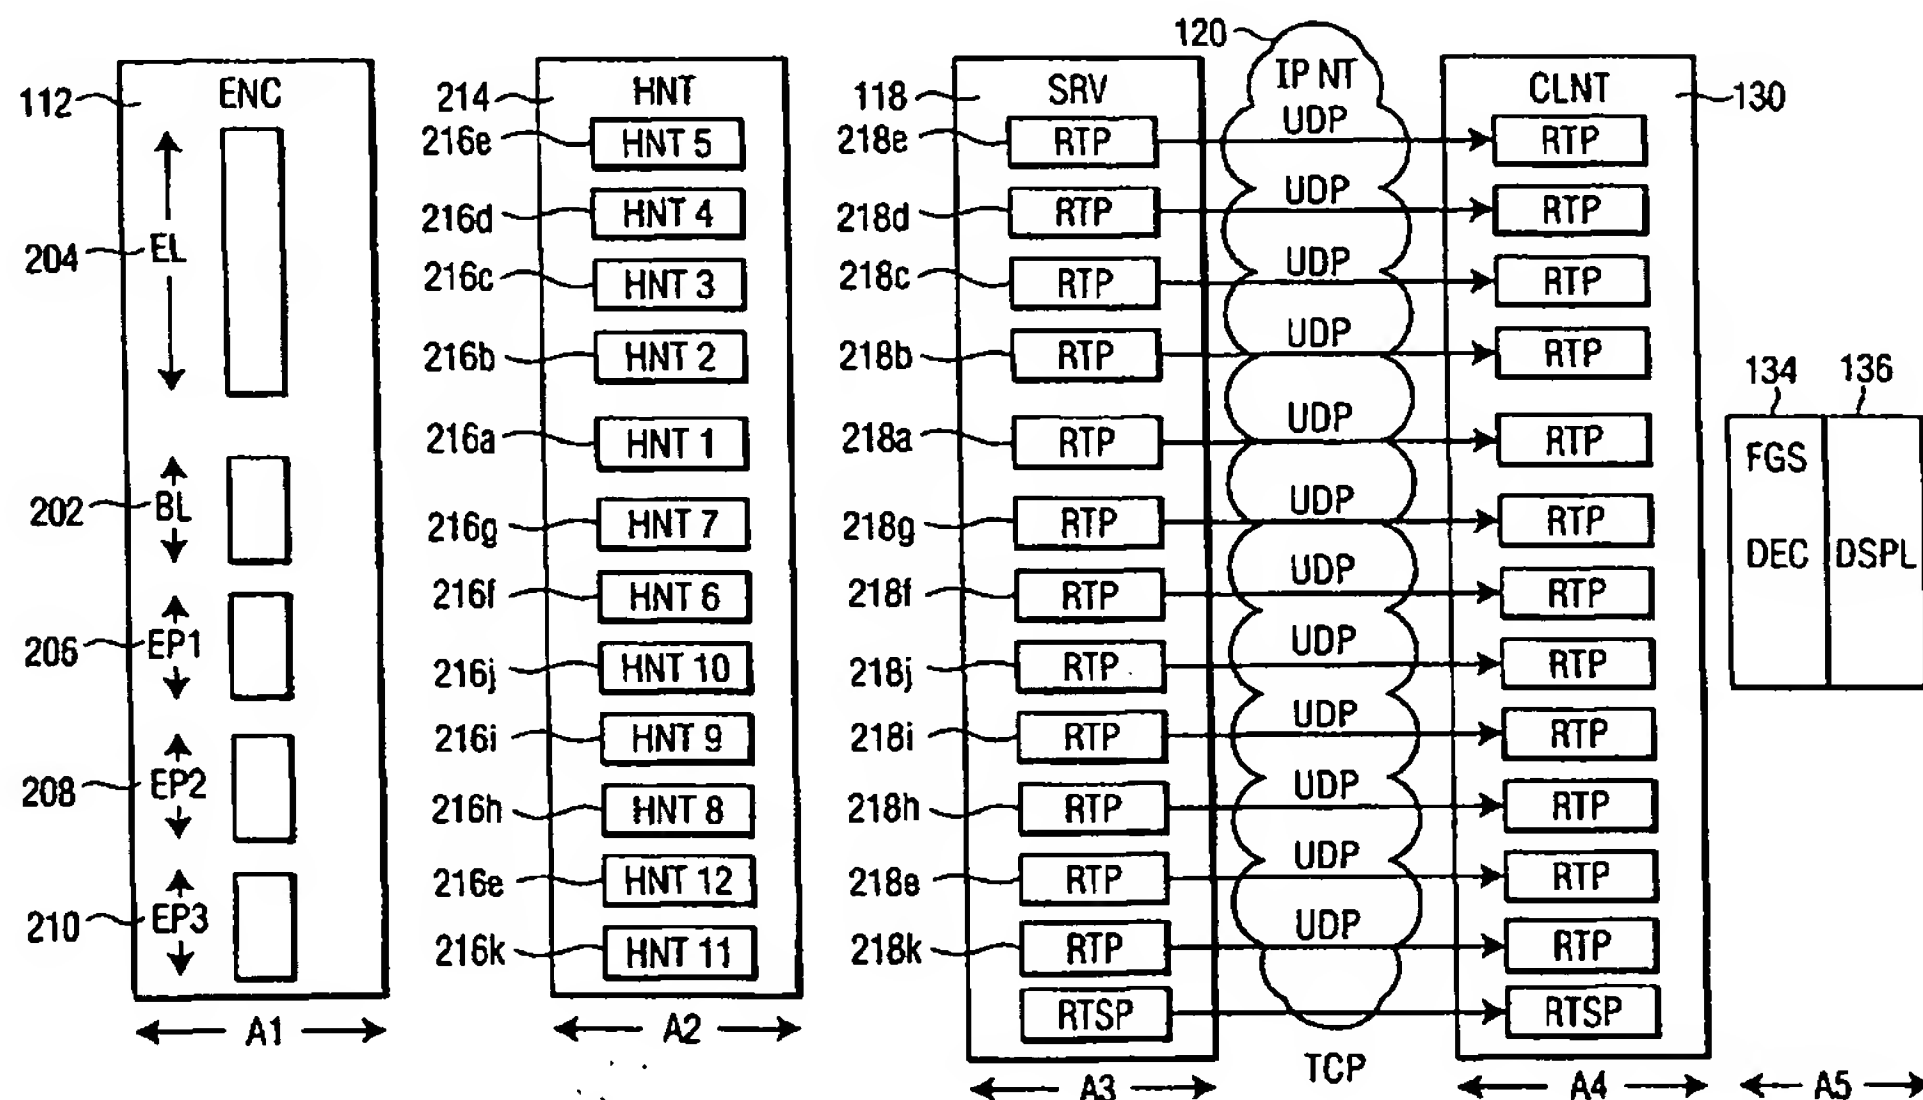 120
IP NT
112
ENC
214
HNT
118
SRV
CLNT
130
216e
HNT 5
218e
RTP
UDP
RTP
216d
HNT 4
218d
RTP
UDP
RTP
204
EL
216c
HNT 3
218c
RTP
UDP
RTP
216b
HNT 2
218b
RTP
UDP
RTP
134
136
216a
HNT 1
218a
RTP
UDP
RTP
FGS
DEC
DSPL
202
BL
216g
HNT 7
218g
RTP
UDP
RTP
216f
HNT 6
218f
RTP
UDP
RTP
206
EP1
216j
HNT 10
218j
RTP
UDP
RTP
216i
HNT 9
218i
RTP
UDP
RTP
208
EP2
216h
HNT 8
218h
RTP
UDP
RTP
216e
HNT 12
218e
RTP
UDP
RTP
210
EP3
216k
HNT 11
218k
RTP
UDP
RTP
RTSP
RTSP
TCP
A1
A2
A3
A4
A5